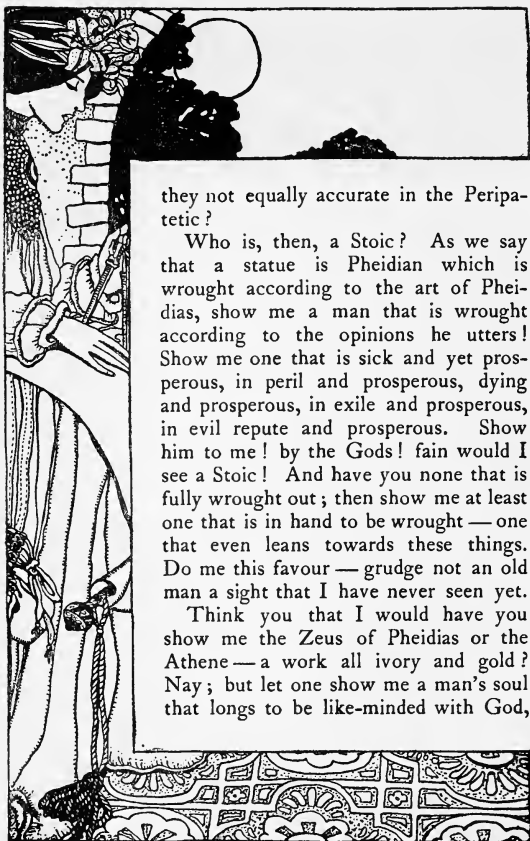 they not equally accurate in the Peripa-
tetic ?
Who is, then, a Stoic ? As we say
that a statue is Pheidian which is
wrought according to the art of Phei-
dias, show me a man that is wrought
according to the opinions he utters !
Show me one that is sick and yet pros-
perous, in peril and prosperous, dying
and prosperous, in exile and prosperous,
in evil repute and prosperous. Show
him to me ! by the Gods ! fain would I
see a Stoic ! And have you none that is
fully wrought out ; then show me at least
one that is in hand to be wrought — one
that even leans towards these things.
Do me this favour — grudge not an old
man a sight that I have never seen yet.
Think you that I would have you
show me the Zeus of Pheidias or the
Athene — a work all ivory and gold ?
Nay ; but let one show me a man's soul
that longs to be like-minded with God,